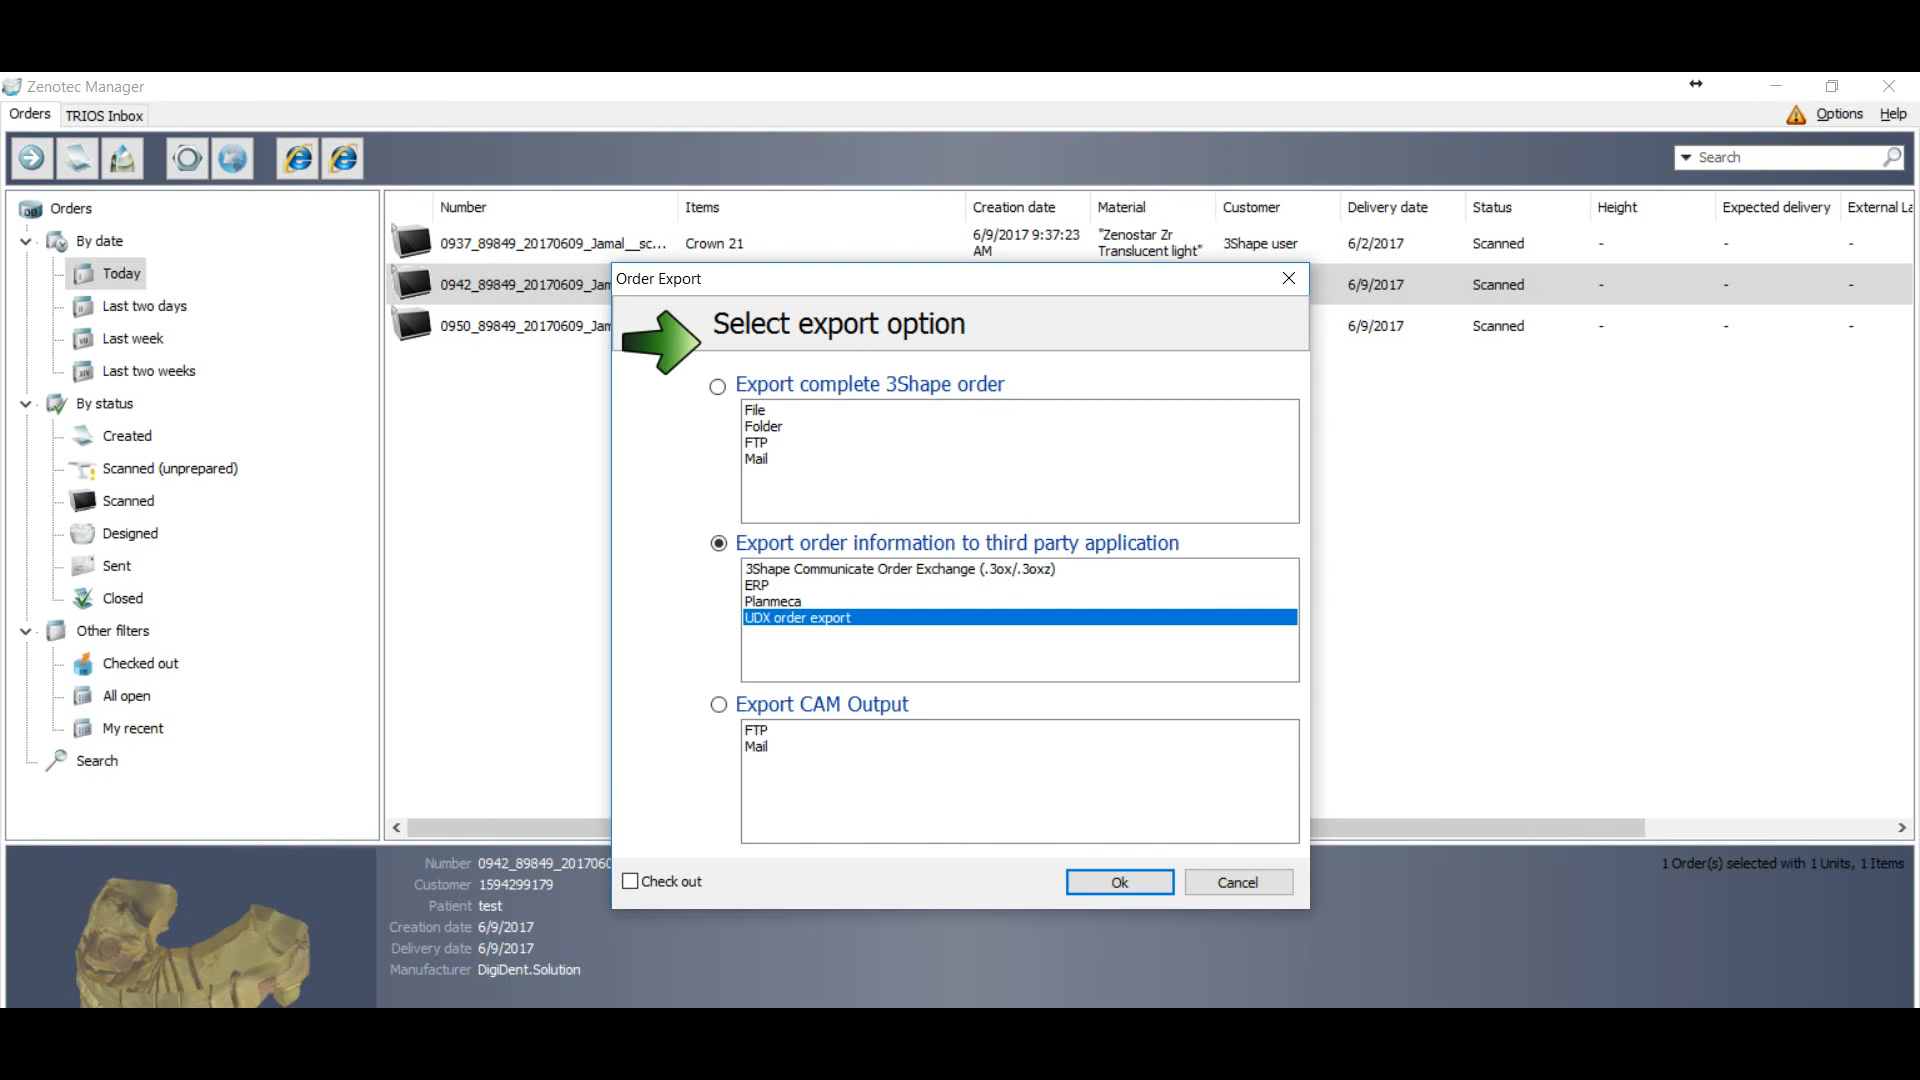 Zenotec Manager
Orders
TRIOS Inbox
Options
Help
Search
Orders
By date
Today
Last two days
Last week
Last two weeks
By status
Created
Scanned (unprepared)
Scanned
Designed
Sent
Closed
Other filters
Checked out
All open
My recent
Search
Number
Items
Creation date
Material
Customer
Delivery date
Status
Height
Expected delivery
External La
0937_89849_20170609_Jamal__sc...
Crown 21
6/9/2017 9:37:23
AM
"Zenostar Zr
Translucent light"
3Shape user
6/2/2017
Scanned
-
-
-
0942_89849_20170609_Jam
6/9/2017
Scanned
-
-
-
0950_89849_20170609_Jam
6/9/2017
Scanned
-
-
-
Order Export
Select export option
Export complete 3Shape order
File
Folder
FTP
Mail
Export order information to third party application
3Shape Communicate Order Exchange (.3ox/.3oxz)
ERP
Planmeca
UDX order export
Export CAM Output
FTP
Mail
Check out
Ok
Cancel
Number 0942_89849_201706
Customer 1594299179
Patient test
Creation date 6/9/2017
Delivery date 6/9/2017
Manufacturer DigiDent.Solution
1 Order(s) selected with 1 Units, 1 Items